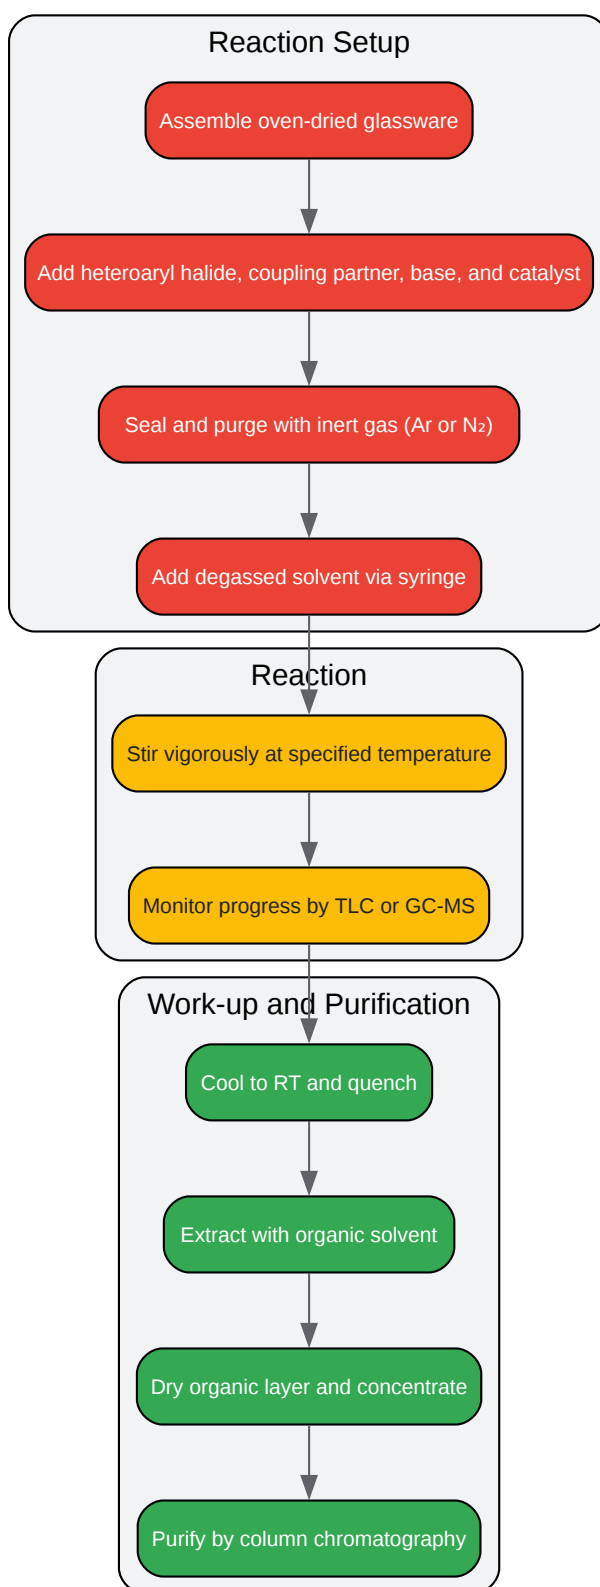 Reaction Setup
Assemble oven-dried glassware
Add heteroaryl halide, coupling partner, base, and catalyst
Seal and purge with inert gas (Ar or N₂)
Add degassed solvent via syringe
Reaction
Stir vigorously at specified temperature
Monitor progress by TLC or GC-MS
Work-up and Purification
Cool to RT and quench
Extract with organic solvent
Dry organic layer and concentrate
Purify by column chromatography